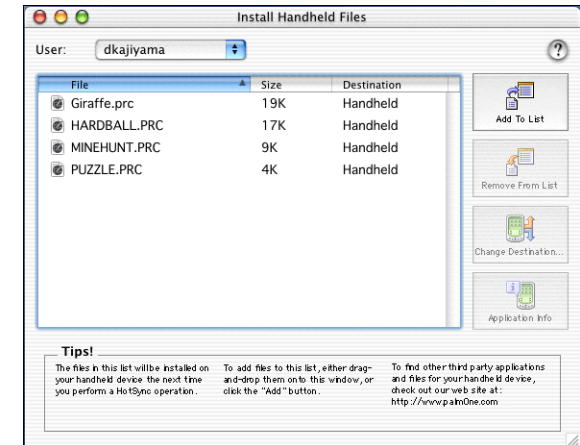 Install Handheld Files
User: dkajiyama
?
File Size Destination
Giraffe.prc 19K Handheld
HARDBALL.PRC 17K Handheld
MINEHUNT.PRC 9K Handheld
PUZZLE.PRC 4K Handheld
Add To List
Remove From List
Change Destination...
Application Info
Tips!
The files in this list will be installed on
your handheld device the next time
you perform a HotSync operation.
To add files to this list, either drag-
and-drop them onto this window, or
click the "Add" button.
To find other third party applications
and files for your handheld device,
check out our web site at:
http://www.palmOne.com